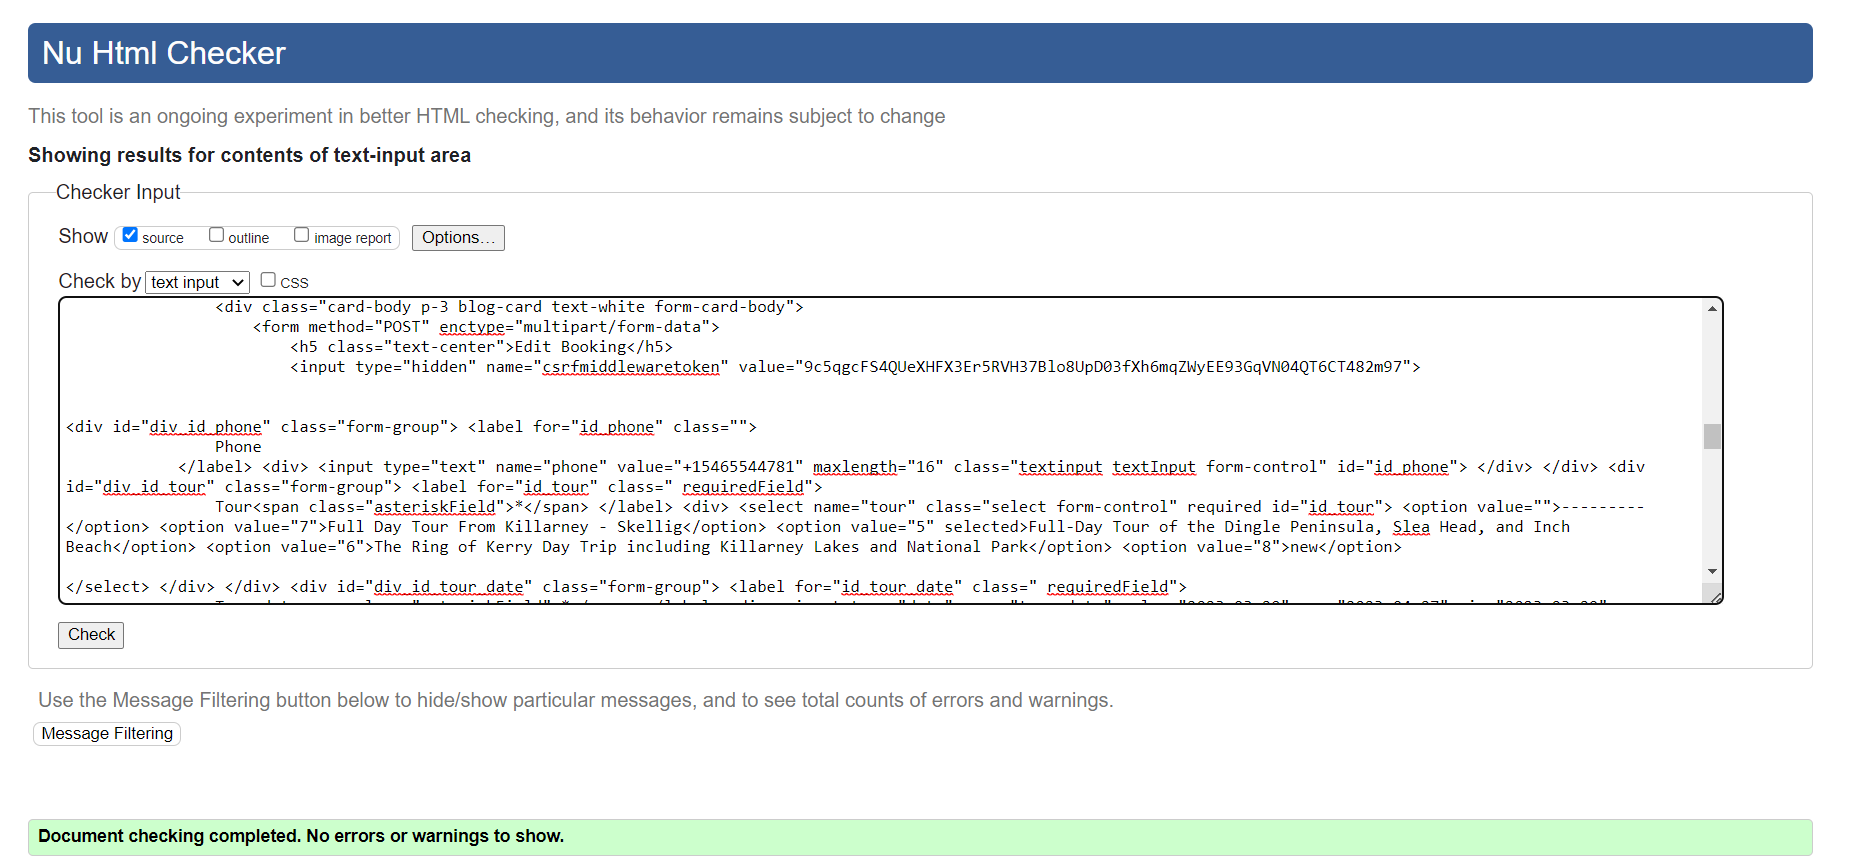 Nu Html Checker
This tool is an ongoing experiment in better HTML checking, and its behavior remains subject to change
Showing results for contents of text-input area
Checker Input
Show source outline image report Options...
Check by text input CSS
<div class="card-body p-3 blog-card text-white form-card-body">
<form method="POST" enctype="multipart/form-data">
<h5 class="text-center">Edit Booking</h5>
<input type="hidden" name="csrfmiddlewaretoken" value="9c5qgcFS4QUeXHFX3Er5RVH37Blo8UpD03fXh6mqZWyEE93GqVN04QT6CT482m97">
<div id="div_id_phone" class="form-group"> <label for="id_phone" class="">
Phone
</label> <div> <input type="text" name="phone" value="+15465544781" maxlength="16" class="textinput textInput form-control" id="id_phone"> </div> </div> <div
id="div_id_tour" class="form-group"> <label for="id_tour" class=" requiredField">
Tour<span class="asteriskField">*</span> </label> <div> <select name="tour" class="select form-control" required id="id_tour"> <option value="">---------
</option> <option value="7">Full Day Tour From Killarney - Skellig</option> <option value="5" selected>Full-Day Tour of the Dingle Peninsula, Slea Head, and Inch
Beach</option> <option value="6">The Ring of Kerry Day Trip including Killarney Lakes and National Park</option> <option value="8">new</option>
</select> </div> </div> <div id="div_id_tour_date" class="form-group"> <label for="id_tour_date" class=" requiredField">
Check
Use the Message Filtering button below to hide/show particular messages, and to see total counts of errors and warnings.
Message Filtering
Document checking completed. No errors or warnings to show.